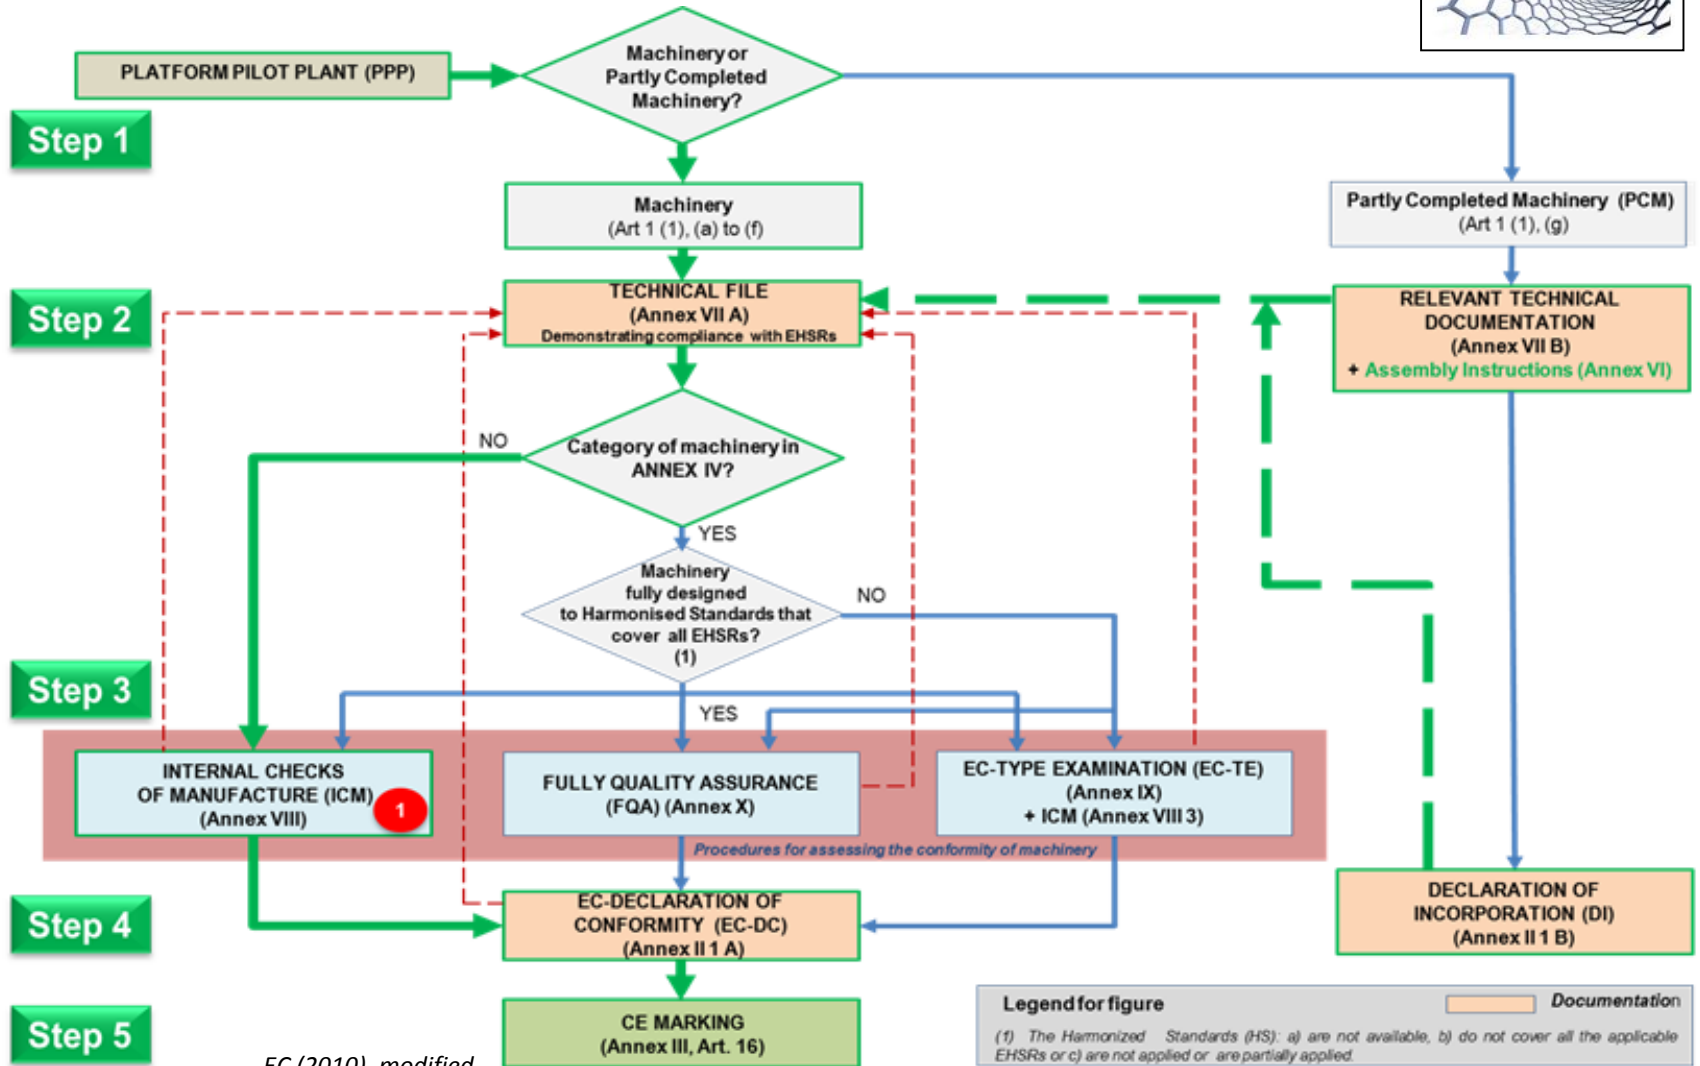 PLATFORM PILOT PLANT (PPP)
Machinery or
Partly Completed
Machinery?
Step 1
Machinery
(Art 1 (1), (a) to (f)
Partly Completed Machinery (PCM)
(Art 1 (1), (g)
Step 2
TECHNICAL FILE
(Annex VII A)
Demonstrating compliance with EHSRs
RELEVANT TECHNICAL
DOCUMENTATION
(Annex VII B)
+ Assembly Instructions (Annex VI)
NO
Category of machinery in
ANNEX IV?
YES
Machinery
fully designed
to Harmonised Standards that
cover all EHSRs?
(1)
NO
Step 3
YES
INTERNAL CHECKS
OF MANUFACTURE (ICM)
(Annex VIII)
1
FULLY QUALITY ASSURANCE
(FQA) (Annex X)
EC-TYPE EXAMINATION (EC-TE)
(Annex IX)
+ ICM (Annex VIII 3)
Procedures for assessing the conformity of machinery
Step 4
EC-DECLARATION OF
CONFORMITY (EC-DC)
(Annex II 1 A)
DECLARATION OF
INCORPORATION (DI)
(Annex II 1 B)
Step 5
CE MARKING
(Annex III, Art. 16)
Legend for figure
Documentation
(1) The Harmonized Standards (HS): a) are not available, b) do not cover all the applicable
EHSRs or c) are not applied or are partially applied.
EC (2010), modified